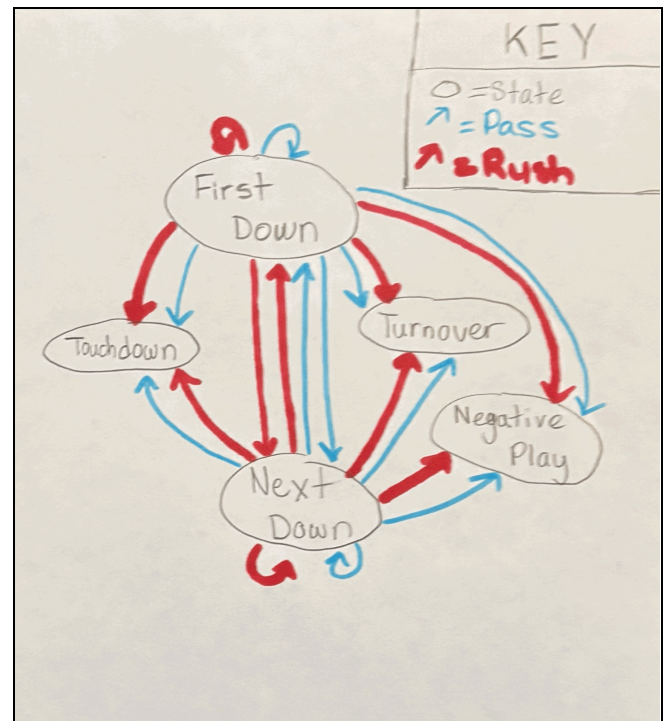 KEY
O = State
↗ = Pass
↗ = Rush
First
Down
Touchdown
Turnover
Negative
Play
Next
Down